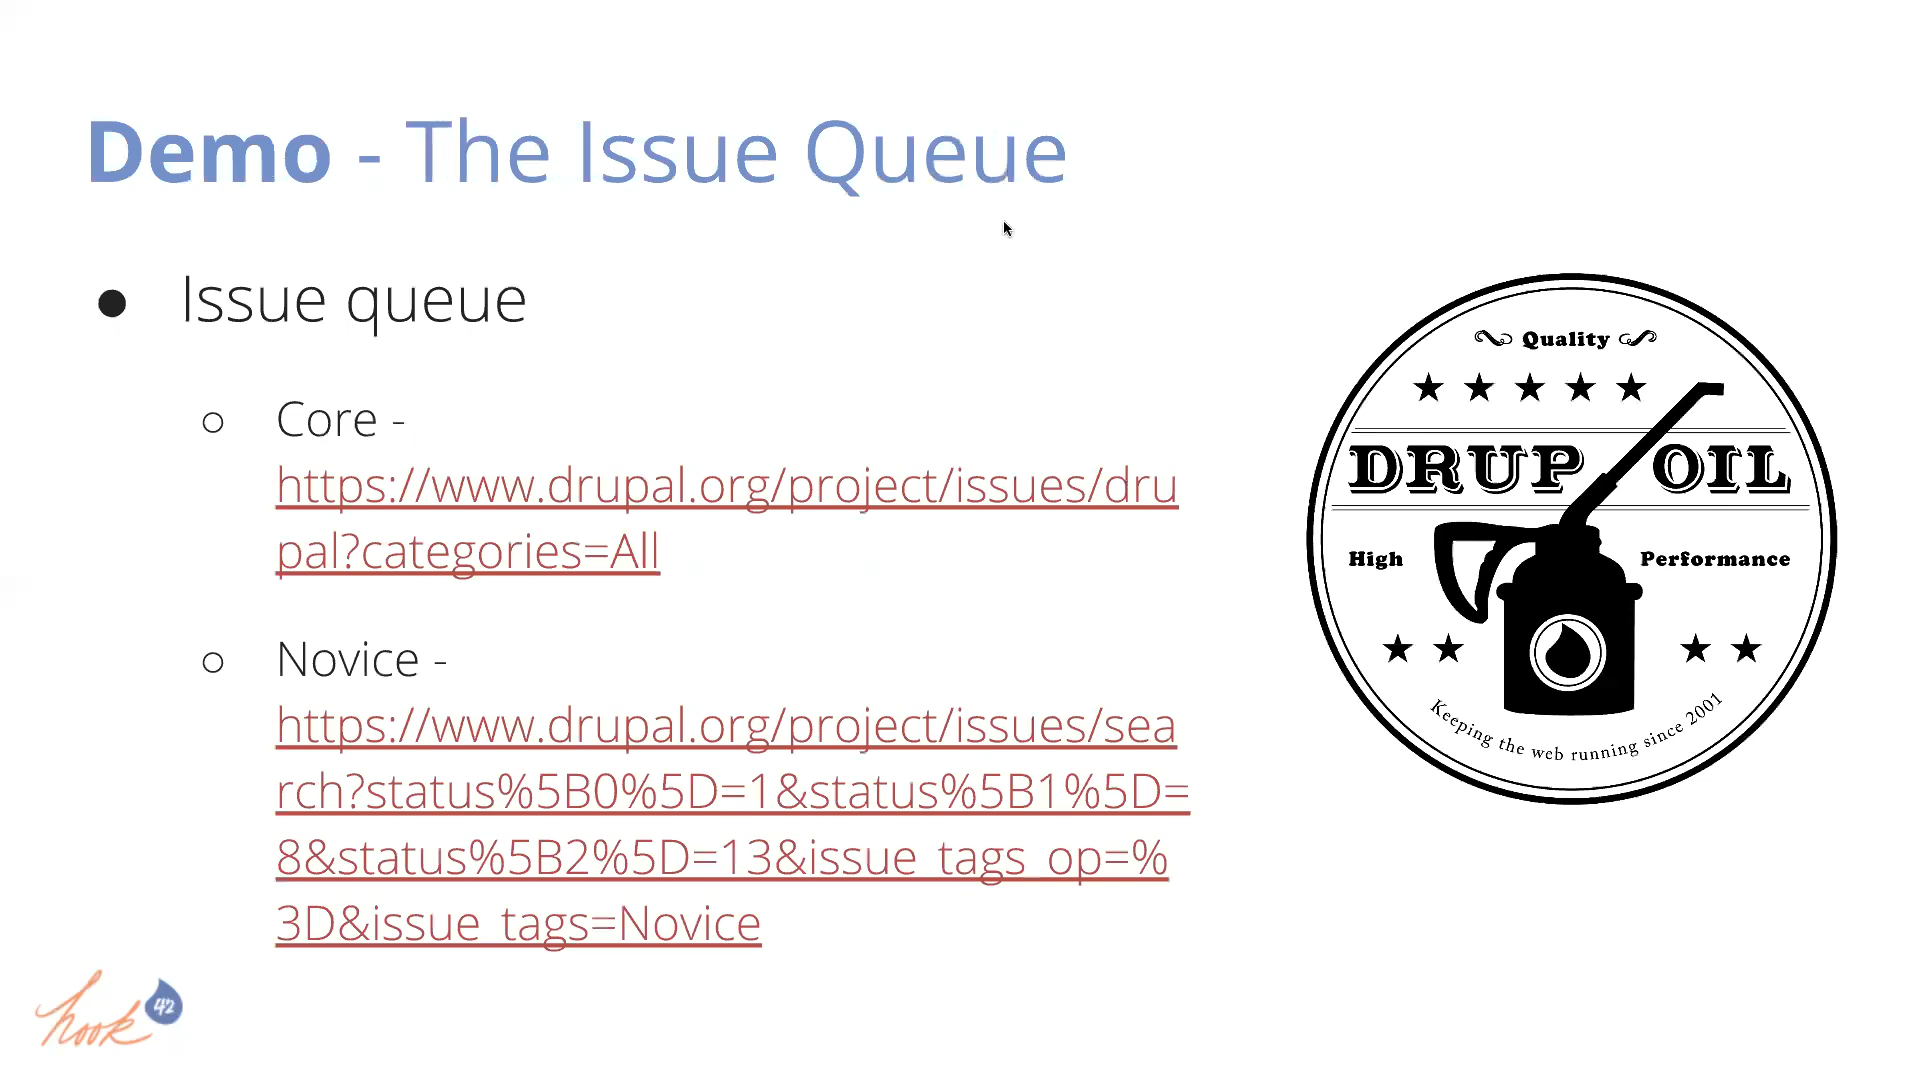 Demo - The Issue Queue
● Issue queue
○ Core -
https://www.drupal.org/project/issues/dru
pal?categories=All
○ Novice -
https://www.drupal.org/project/issues/sea
rch?status%5B0%5D=1&status%5B1%5D=
8&status%5B2%5D=13&issue_tags_op=%
3D&issue_tags=Novice
Quality
DRUP OIL
High Performance
Keeping the web running since 2001
hook 42